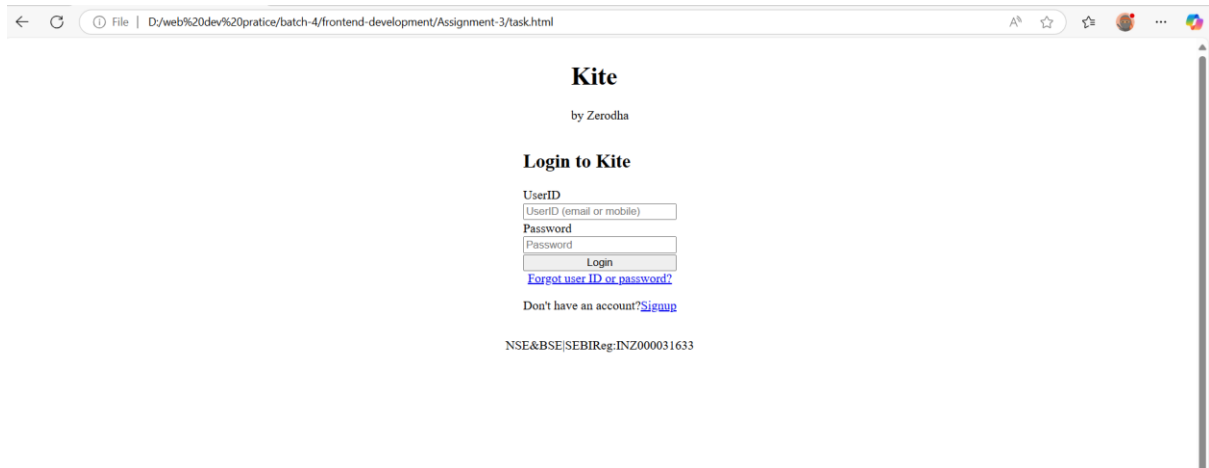 File | D:/web%20dev%20pratice/batch-4/frontend-development/Assignment-3/task.html
Kite
by Zerodha
Login to Kite
UserID
UserID (email or mobile)
Password
Password
Login
Forgot user ID or password?
Don't have an account?Signup
NSE&BSE|SEBIReg:INZ000031633